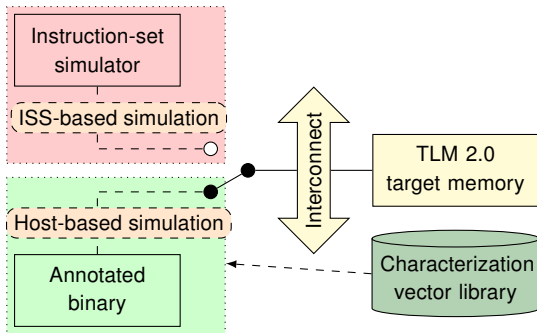 Instruction-set
simulator
ISS-based simulation
Interconnect
TLM 2.0
target memory
Host-based simulation
Annotated
binary
Characterization
vector library